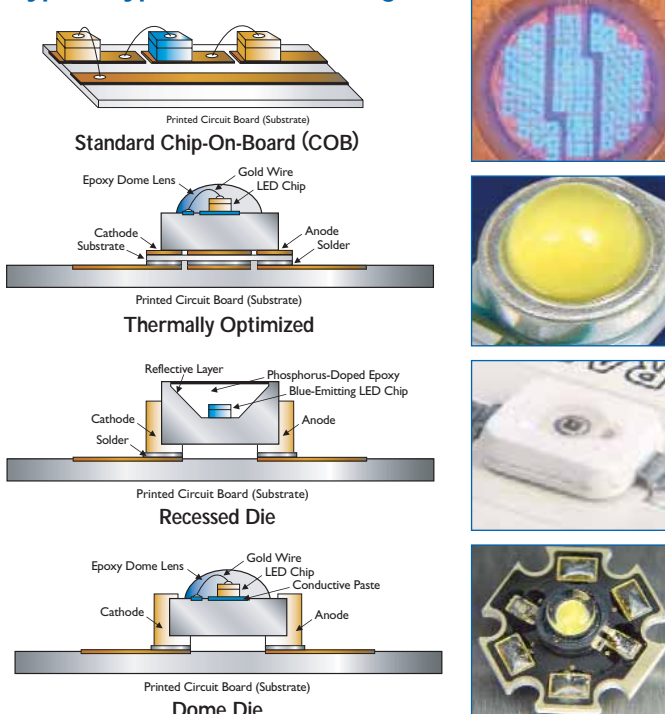 Printed Circuit Board (Substrate)
Standard Chip-On-Board (COB)
Epoxy Dome Lens
Gold Wire
LED Chip
Cathode
Substrate
Anode
Solder
Printed Circuit Board (Substrate)
Thermally Optimized
Reflective Layer
Phosphorus-Doped Epoxy
Blue-Emitting LED Chip
Cathode
Anode
Solder
Printed Circuit Board (Substrate)
Recessed Die
Epoxy Dome Lens
Gold Wire
LED Chip
Conductive Paste
Cathode
Anode
Printed Circuit Board (Substrate)
Dome Die